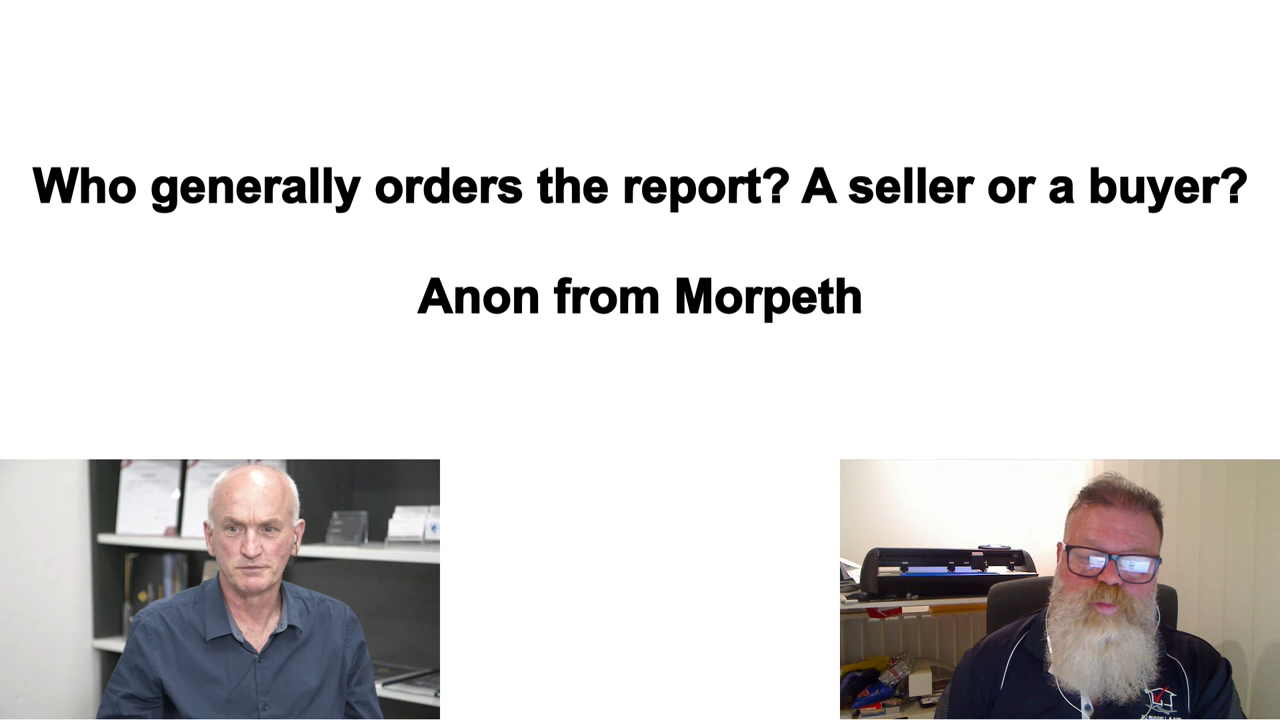 Who generally orders the report? A seller or a buyer?
Anon from Morpeth